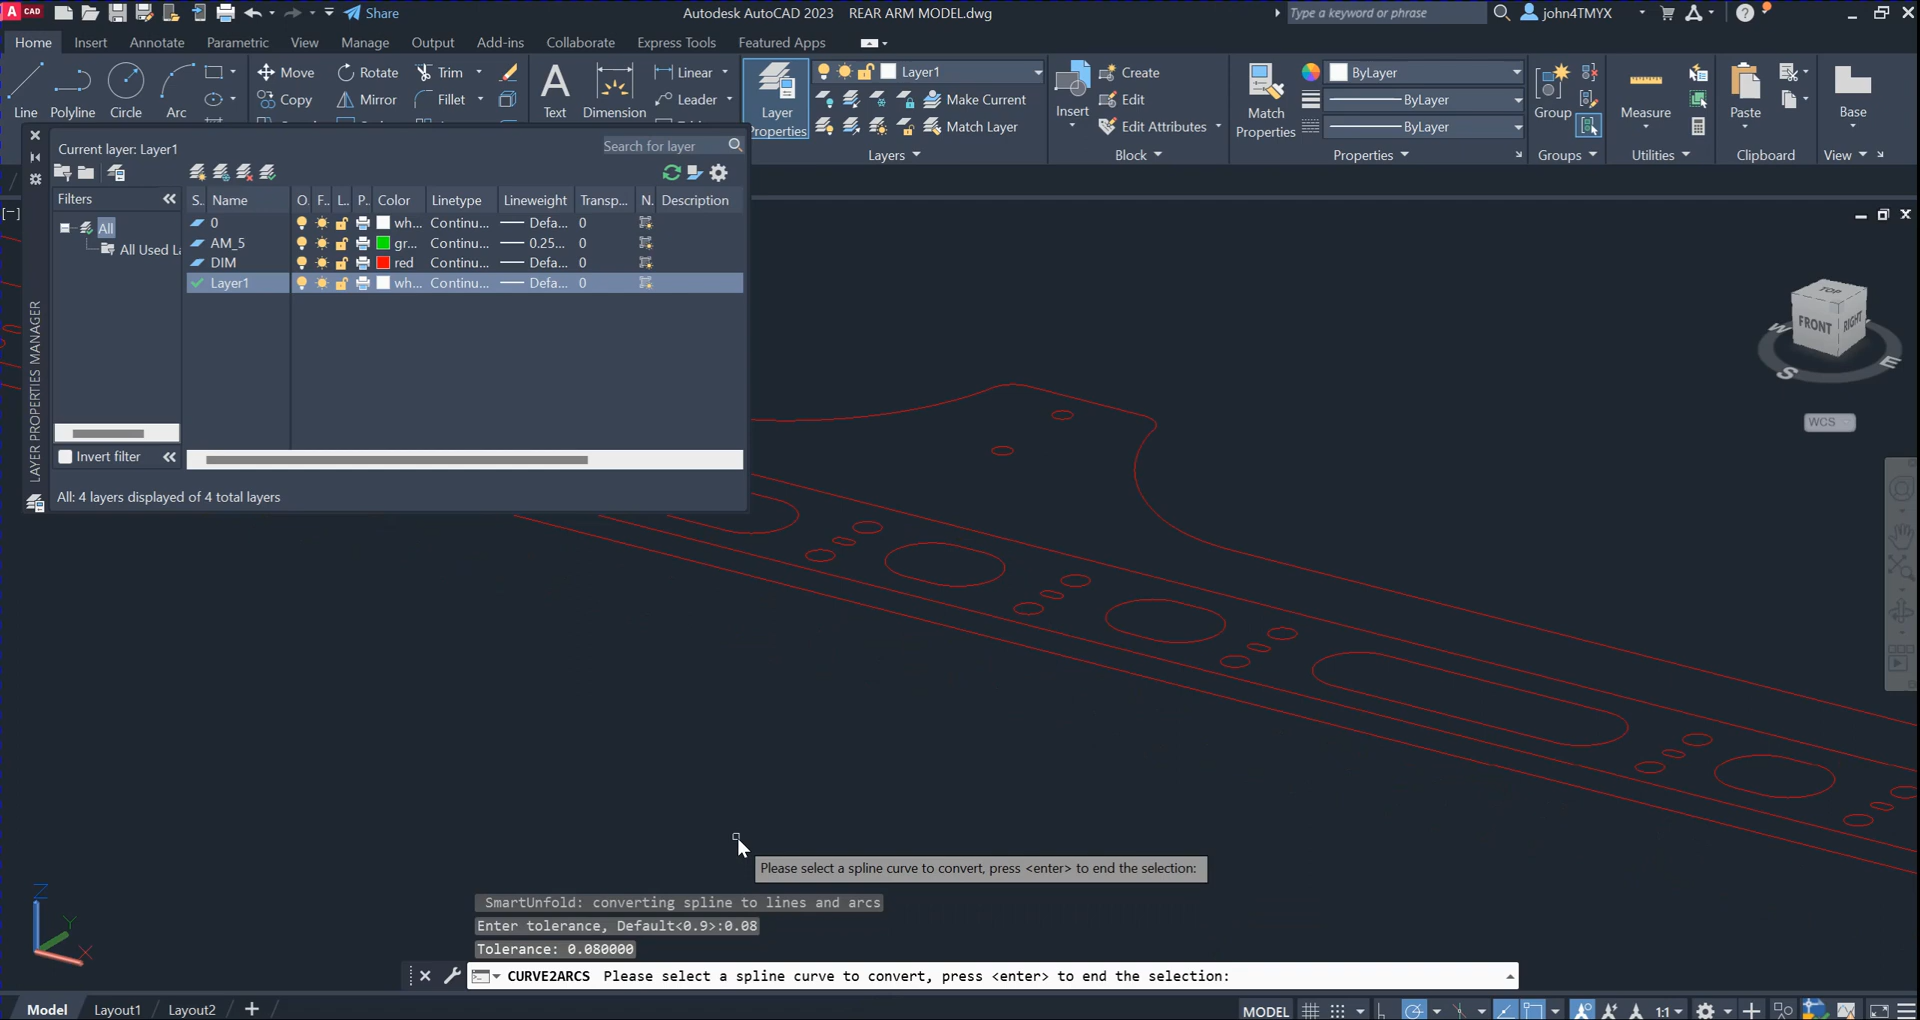 CAD Share Autodesk AutoCAD 2023 REAR ARM MODEL.dwg Type a keyword or phrase john4TMYX
Home Insert Annotate Parametric View Manage Output Add-ins Collaborate Express Tools Featured Apps
Move Rotate Trim Linear Layer1 Create ByLayer
Copy Mirror Fillet Leader Make Current Edit ByLayer
Line Polyline Circle Arc Text Dimension Layer Properties Match Layer Insert Edit Attributes Match Properties ByLayer Group Measure Paste Base
Layers Block Properties Groups Utilities Clipboard View
Current layer: Layer1 Search for layer
Filters S.. Name O. F.. L.. P.. Color Linetype Lineweight Transp... N. Description
All 0 wh... Continu... Defa... 0
All Used La AM_5 gr... Continu... 0.25... 0
DIM red Continu... Defa... 0
Layer1 wh... Continu... Defa... 0
Invert filter
All: 4 layers displayed of 4 total layers
LAYER PROPERTIES MANAGER
[−]
TOP
FRONT RIGHT
W S E
WCS
Please select a spline curve to convert, press <enter> to end the selection:
SmartUnfold: converting spline to lines and arcs
Enter tolerance, Default<0.9>:0.08
Tolerance: 0.080000
CURVE2ARCS Please select a spline curve to convert, press <enter> to end the selection:
Z Y X
Model Layout1 Layout2 MODEL 1:1